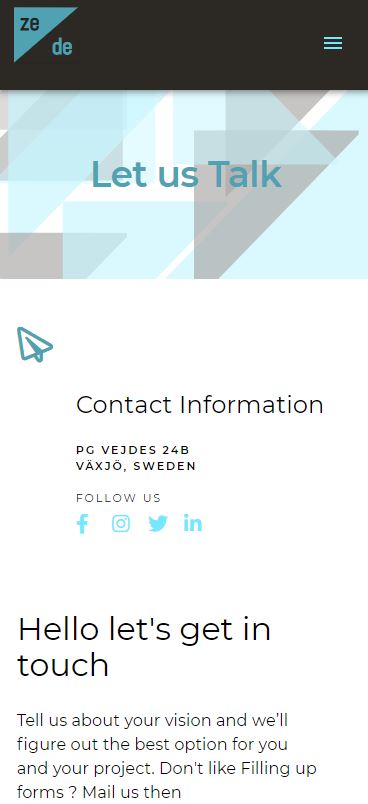 ze
de
Let us Talk
Contact Information
PG VEJDES 24B
VÄXJÖ, SWEDEN
FOLLOW US
Hello let's get in
touch
Tell us about your vision and we’ll
figure out the best option for you
and your project. Don't like Filling up
forms ? Mail us then